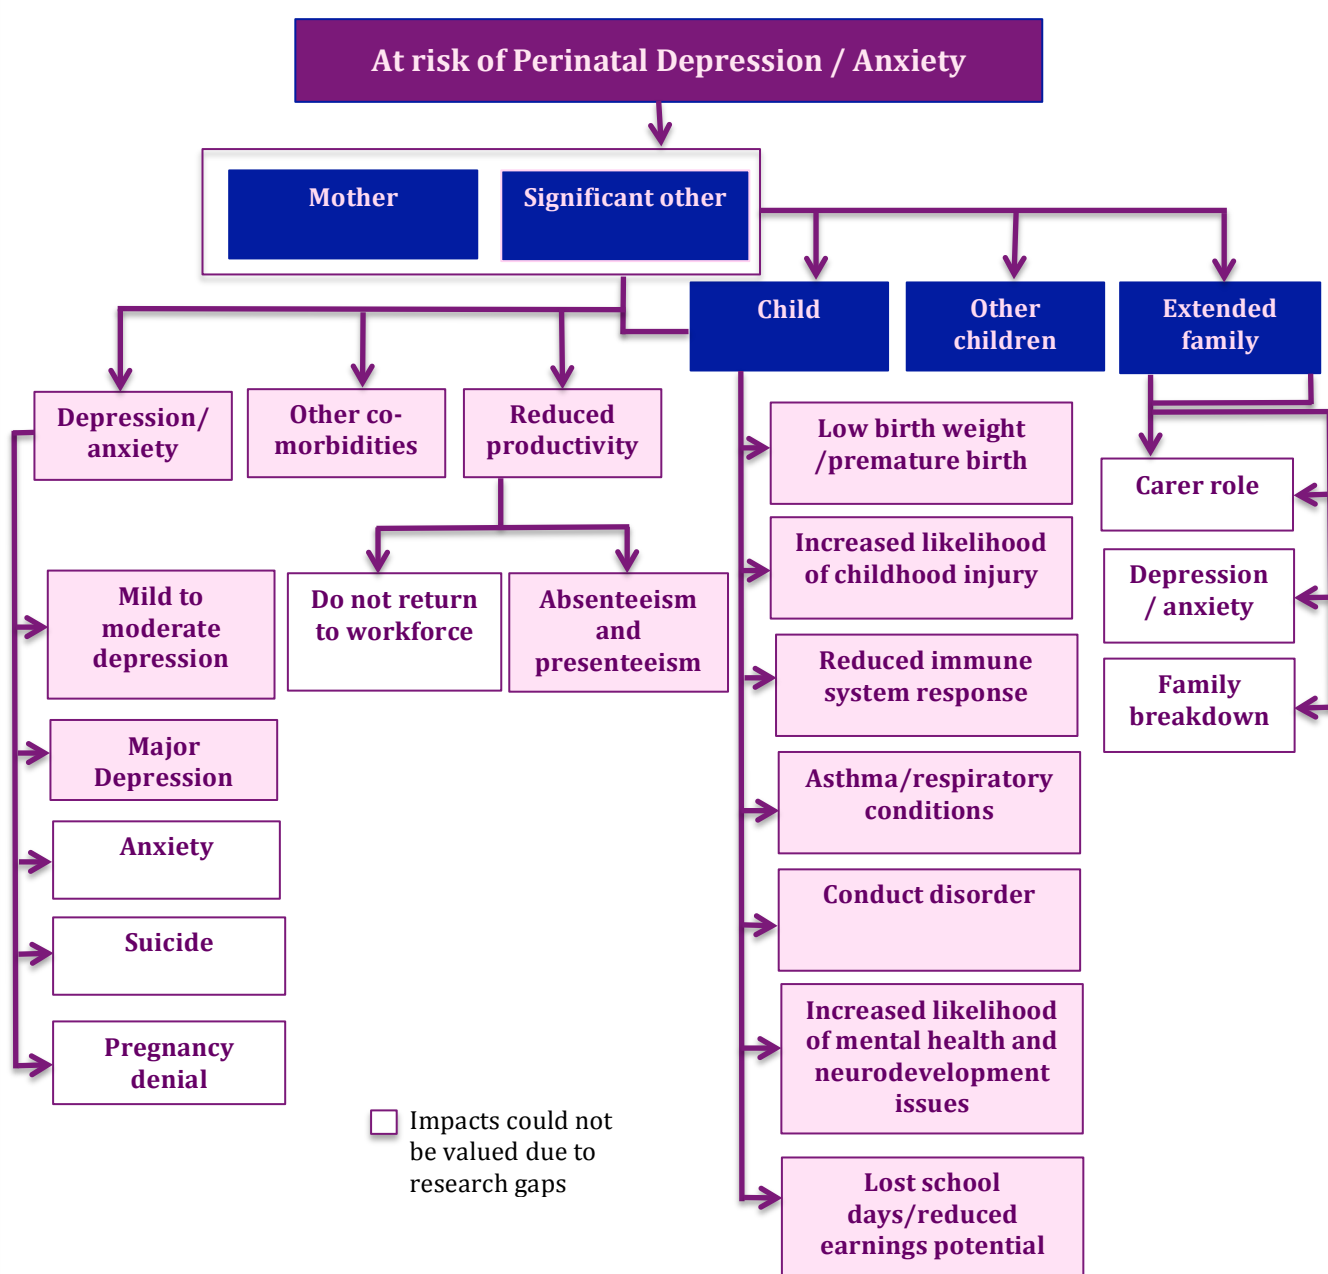 At risk of Perinatal Depression / Anxiety
Mother
Significant other
Child
Other
children
Extended
family
Depression/
anxiety
Other co-
morbidities
Reduced
productivity
Low birth weight
/premature birth
Carer role
Increased likelihood
of childhood injury
Depression
/ anxiety
Mild to
moderate
depression
Do not return
to workforce
Absenteeism
and
presenteeism
Reduced immune
system response
Family
breakdown
Major
Depression
Asthma/respiratory
conditions
Anxiety
Conduct disorder
Suicide
Increased likelihood
of mental health and
neurodevelopment
issues
Pregnancy
denial
Impacts could not
be valued due to
research gaps
Lost school
days/reduced
earnings potential